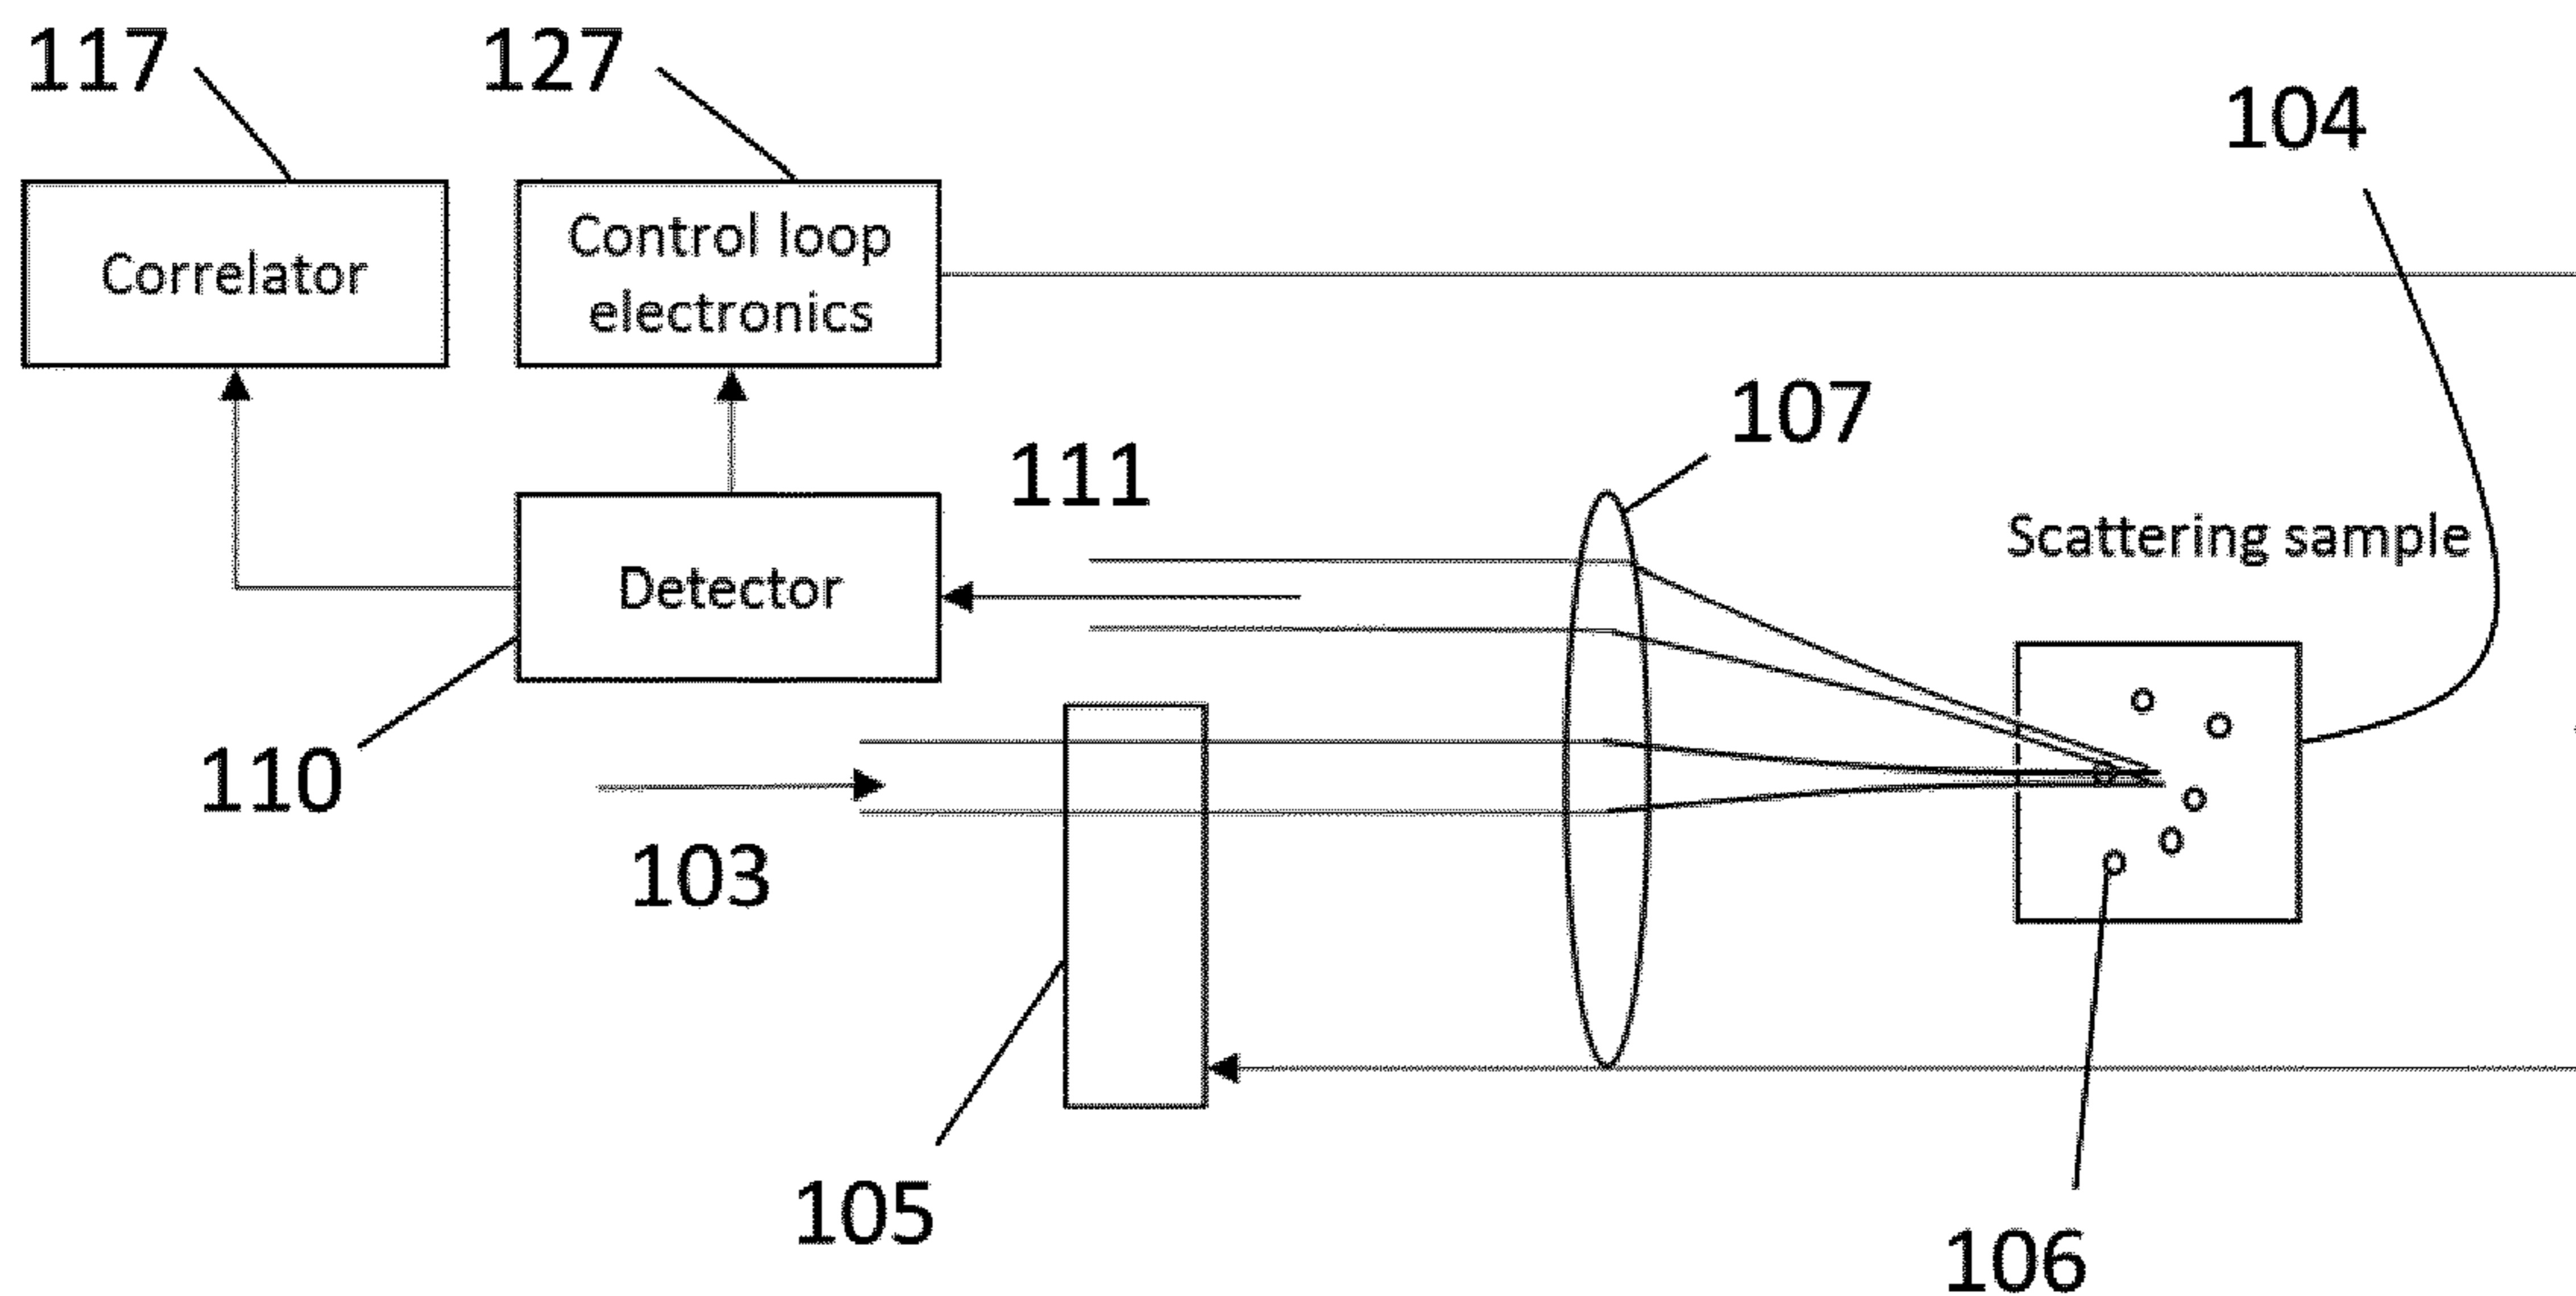 117
127
104
Correlator
Control loop
electronics
107
111
Scattering sample
Detector
110
103
105
106